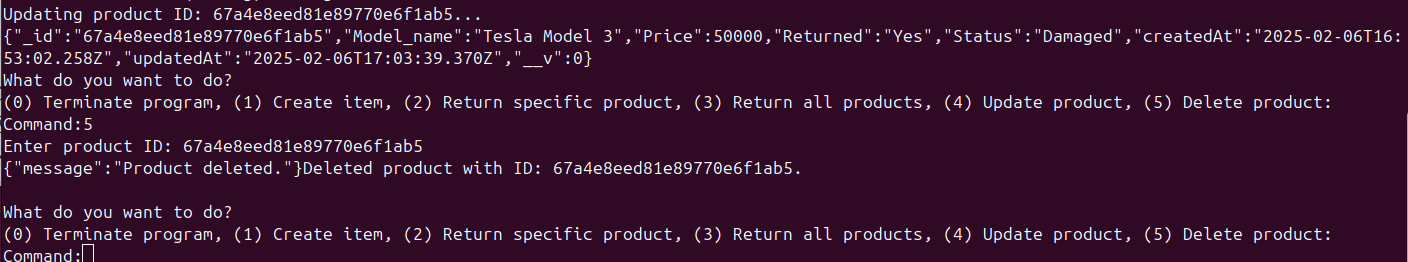 Updating product ID: 67a4e8eed81e89770e6f1ab5...
{"_id":"67a4e8eed81e89770e6f1ab5","Model_name":"Tesla Model 3","Price":50000,"Returned":"Yes","Status":"Damaged","createdAt":"2025-02-06T16:
53:02.258Z","updatedAt":"2025-02-06T17:03:39.370Z","__v":0}
What do you want to do?
(0) Terminate program, (1) Create item, (2) Return specific product, (3) Return all products, (4) Update product, (5) Delete product:
Command:5
Enter product ID: 67a4e8eed81e89770e6f1ab5
{"message":"Product deleted."}Deleted product with ID: 67a4e8eed81e89770e6f1ab5.
What do you want to do?
(0) Terminate program, (1) Create item, (2) Return specific product, (3) Return all products, (4) Update product, (5) Delete product:
Command: